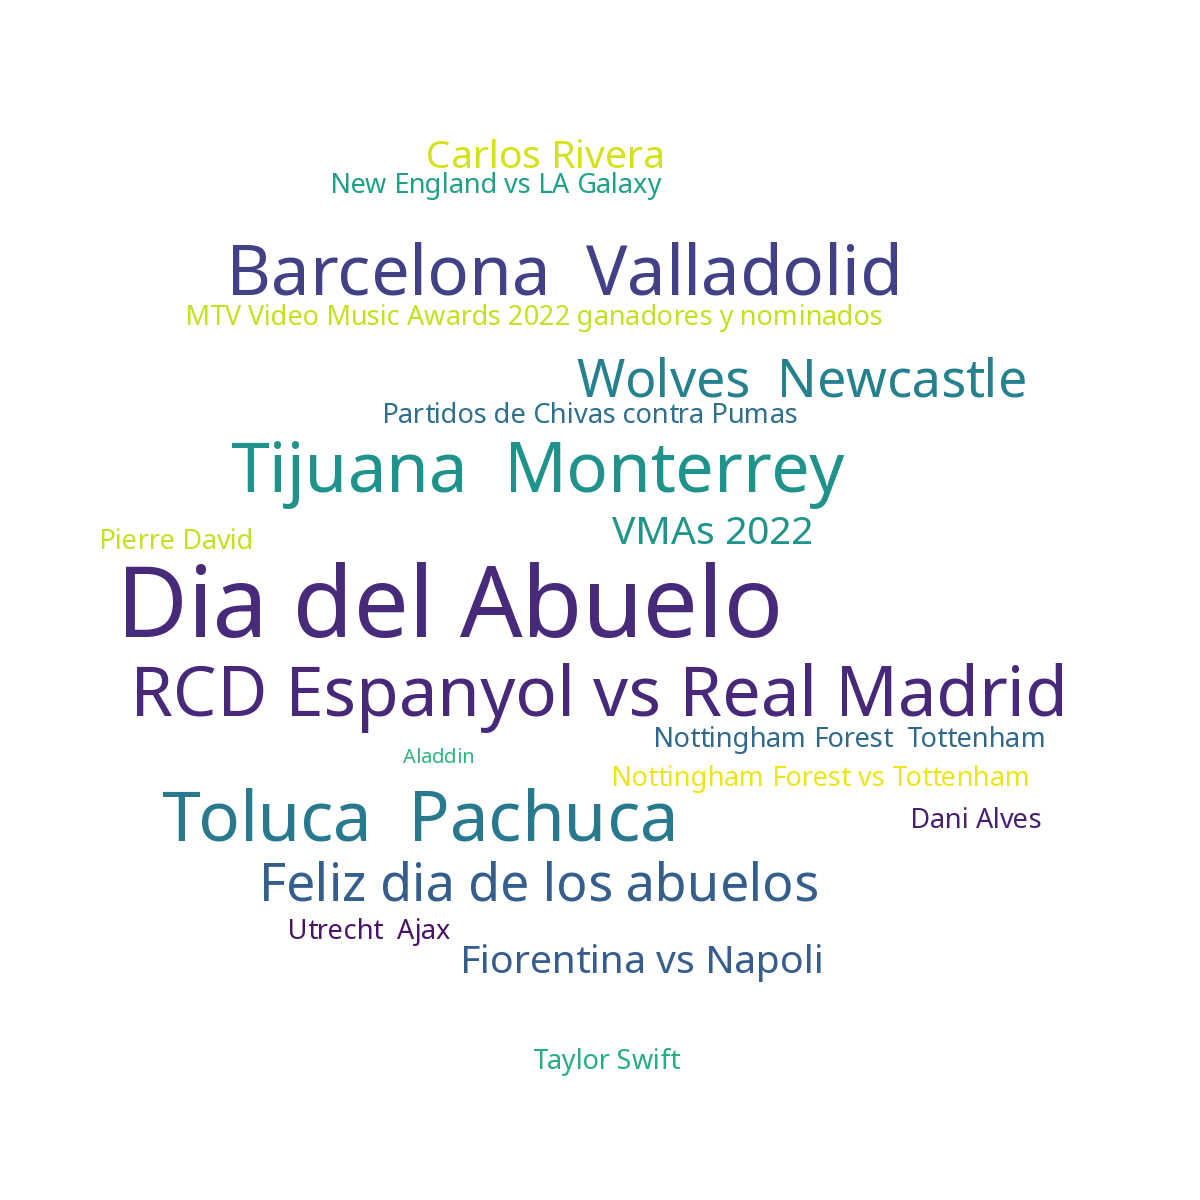 Carlos Rivera
New England vs LA Galaxy
Barcelona Valladolid
MTV Video Music Awards 2022 ganadores y nominados
Wolves Newcastle
Partidos de Chivas contra Pumas
Tijuana Monterrey
VMAs 2022
Pierre David
Dia del Abuelo
RCD Espanyol vs Real Madrid
Nottingham Forest Tottenham
Aladdin
Nottingham Forest vs Tottenham
Toluca Pachuca
Dani Alves
Feliz dia de los abuelos
Utrecht Ajax
Fiorentina vs Napoli
Taylor Swift